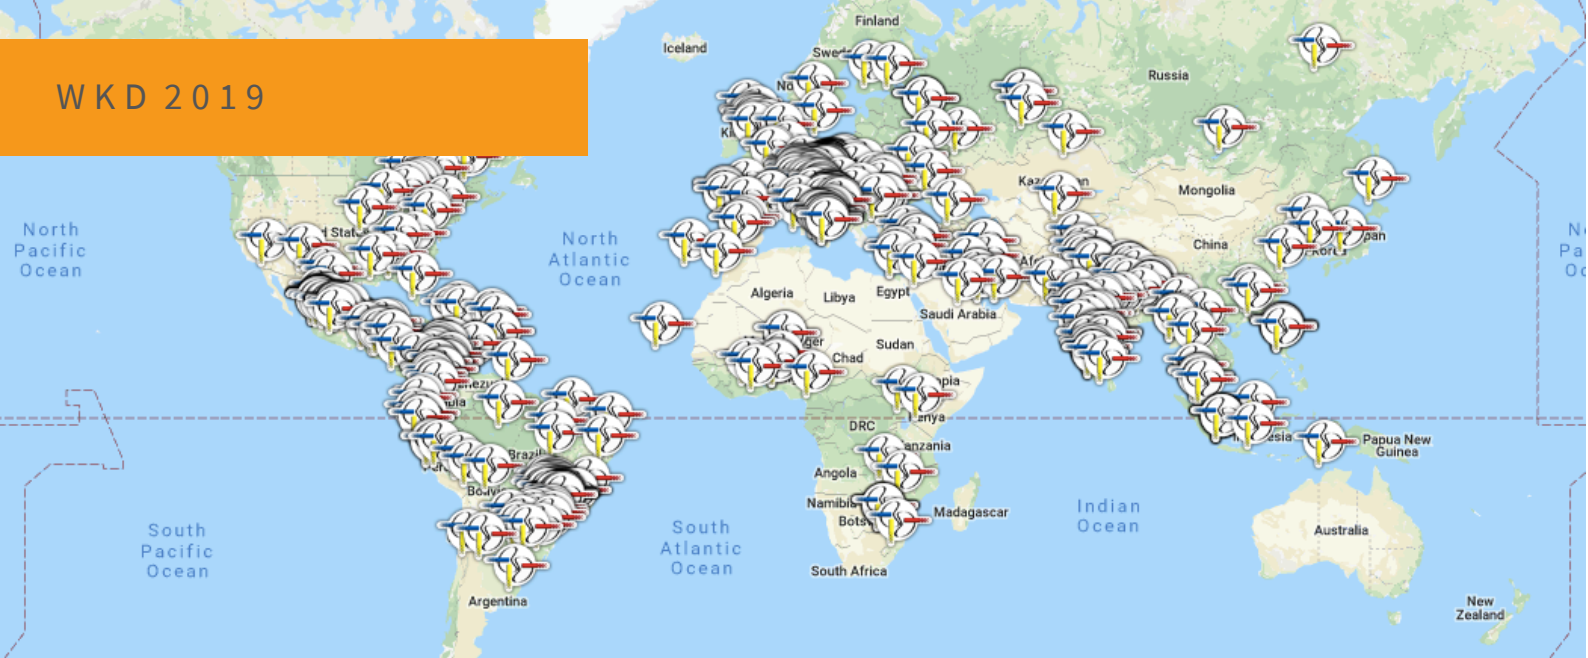 WKD 2019
Finland
Iceland
Russia
Mongolia
North
Pacific
Ocean
North
Atlantic
Ocean
China
Algeria
Libya
Egypt
Saudi Arabia
Sudan
Chad
DRC
Papua New
Guinea
Angola
Madagascar
Indian
Ocean
South
Pacific
Ocean
South
Atlantic
Ocean
Australia
South Africa
Argentina
New
Zealand